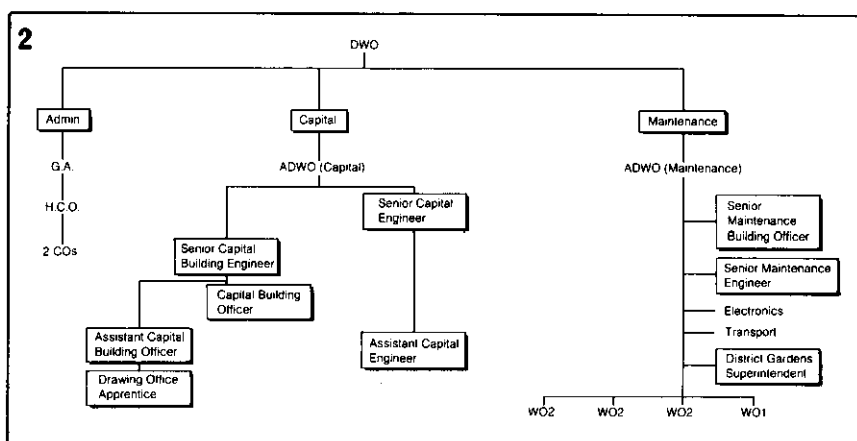 2
DWO
Admin
Capital
Maintenance
G.A.
ADWO (Capital)
ADWO (Maintenance)
H.C.O.
2 COs
Senior Capital
Engineer
Senior
Maintenance
Building Officer
Senior Capital
Building Engineer
Senior Maintenance
Engineer
Capital Building
Officer
Electronics
Transport
Assistant Capital
Building Officer
Assistant Capital
Engineer
District Gardens
Superintendent
Drawing Office
Apprentice
WO2
WO2
WO2
WO1